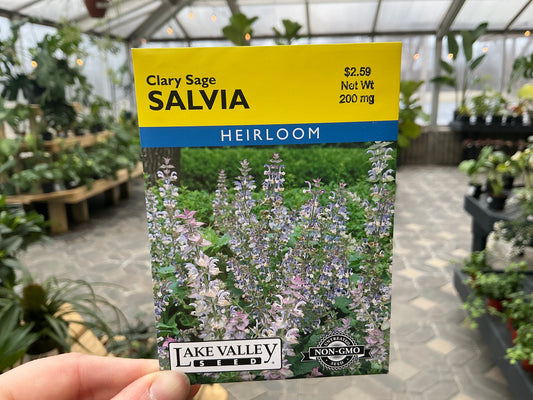 Clary Sage
SALVIA
$2.59
Net Wt
200 mg
HEIRLOOM
LAKE VALLEY
SEED
NON-GMO